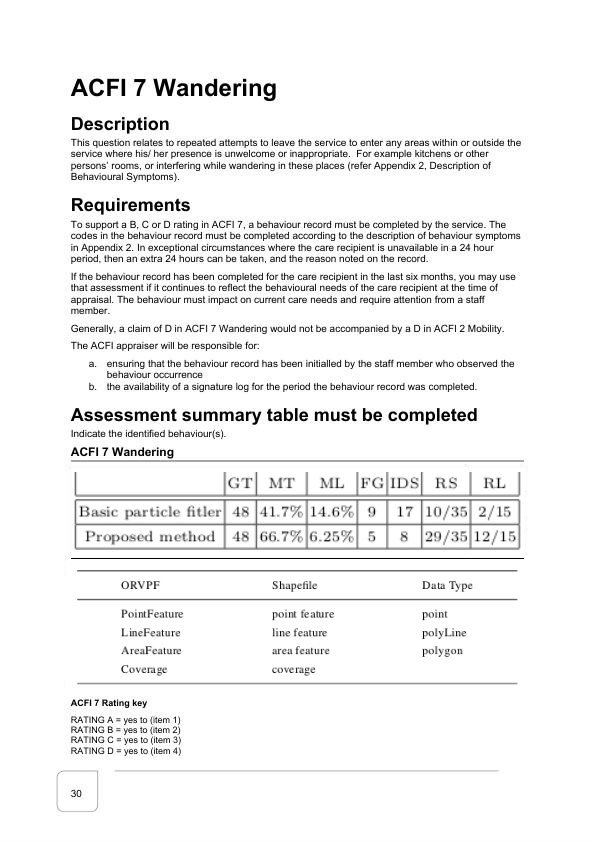 ACFI 7 Wandering
Description
This question relates to repeated attempts to leave the service to enter any areas within or outside the
service where his/ her presence is unwelcome or inappropriate.  For example kitchens or other
persons’ rooms, or interfering while wandering in these places (refer Appendix 2, Description of
Behavioural Symptoms).
Requirements
To support a B, C or D rating in ACFI 7, a behaviour record must be completed by the service. The
codes in the behaviour record must be completed according to the description of behaviour symptoms
in Appendix 2. In exceptional circumstances where the care recipient is unavailable in a 24 hour
period, then an extra 24 hours can be taken, and the reason noted on the record.
If the behaviour record has been completed for the care recipient in the last six months, you may use
that assessment if it continues to reflect the behavioural needs of the care recipient at the time of
appraisal. The behaviour must impact on current care needs and require attention from a staff
member.
Generally, a claim of D in ACFI 7 Wandering would not be accompanied by a D in ACFI 2 Mobility.
The ACFI appraiser will be responsible for:
a. ensuring that the behaviour record has been initialled by the staff member who observed the
behaviour occurrence
b. the availability of a signature log for the period the behaviour record was completed.
Assessment summary table must be completed
Indicate the identified behaviour(s).
ACFI 7 Wandering
GT MT ML FG IDS RS RL
Basic particle fitler 48 41.7% 14.6% 9 17 10/35 2/15
Proposed method 48 66.7% 6.25% 5 8 29/35 12/15
ORVPF Shapefile Data Type
PointFeature point feature point
LineFeature line feature polyLine
AreaFeature area feature polygon
Coverage coverage
ACFI 7 Rating key
RATING A = yes to (item 1)
RATING B = yes to (item 2)
RATING C = yes to (item 3)
RATING D = yes to (item 4)
30